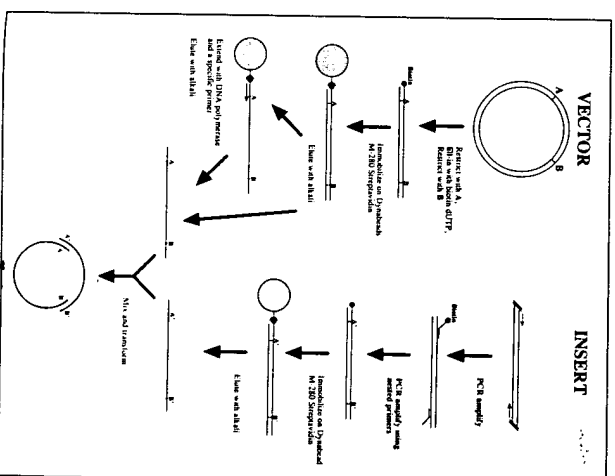 VECTOR
A
B
Restrict with A,
fill-in with biotin dUTP.
Restrict with B
Biotin
A
B
Immobilize on Dynabeads
M-280 Streptavidin
A
B
Elute with alkali
A
B
Extend with DNA polymerase
and a specific primer
Elute with alkali
A
B
INSERT
PCR amplify
Biotin
PCR amplify using
nested primers
A'
B'
Immobilize on Dynabead
M-280 Streptavidin
A'
B'
Elute with alkali
A'
B'
Mix and transform
A'
A
B'
B